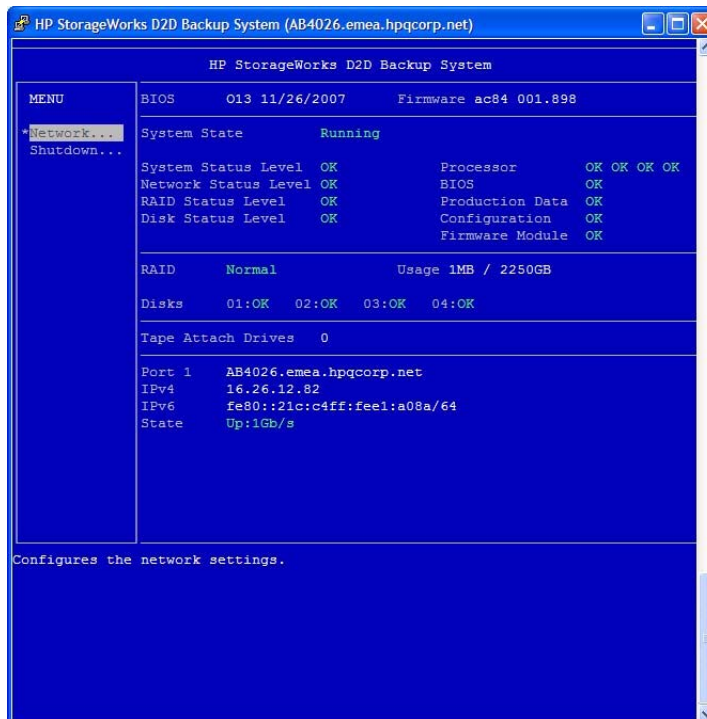 HP StorageWorks D2D Backup System (AB4026.emea.hpqcorp.net)
HP StorageWorks D2D Backup System
MENU
*Network...
Shutdown...
BIOS O13 11/26/2007 Firmware ac84 001.898
System State Running
System Status Level OK Processor OK OK OK OK
Network Status Level OK BIOS OK
RAID Status Level OK Production Data OK
Disk Status Level OK Configuration OK
Firmware Module OK
RAID Normal Usage 1MB / 2250GB
Disks 01:OK 02:OK 03:OK 04:OK
Tape Attach Drives 0
Port 1 AB4026.emea.hpqcorp.net
IPv4 16.26.12.82
IPv6 fe80::21c:c4ff:fee1:a08a/64
State Up:1Gb/s
Configures the network settings.